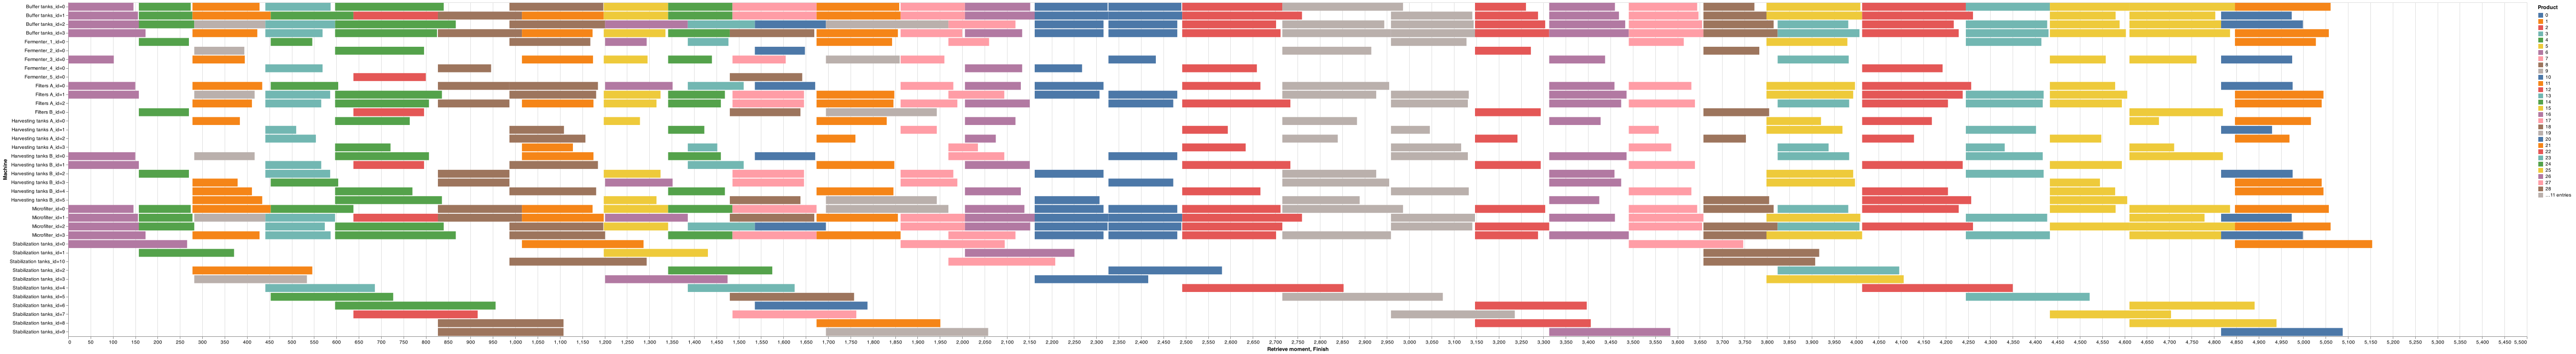 Buffer tanks_id=0
Buffer tanks_id=1
Buffer tanks_id=2
Buffer tanks_id=3
Fermenter_1_id=0
Fermenter_2_id=0
Fermenter_3_id=0
Fermenter_4_id=0
Fermenter_5_id=0
Filters A_id=0
Filters A_id=1
Filters A_id=2
Filters B_id=0
Harvesting tanks A_id=0
Harvesting tanks A_id=1
Harvesting tanks A_id=2
Harvesting tanks A_id=3
Harvesting tanks B_id=0
Harvesting tanks B_id=1
Harvesting tanks B_id=2
Harvesting tanks B_id=3
Harvesting tanks B_id=4
Harvesting tanks B_id=5
Microfilter_id=0
Microfilter_id=1
Microfilter_id=2
Microfilter_id=3
Stabilization tanks_id=0
Stabilization tanks_id=1
Stabilization tanks_id=10
Stabilization tanks_id=2
Stabilization tanks_id=3
Stabilization tanks_id=4
Stabilization tanks_id=5
Stabilization tanks_id=6
Stabilization tanks_id=7
Stabilization tanks_id=8
Stabilization tanks_id=9
Machine
0 50 100 150 200 250 300 350 400 450 500 550 600 650 700 750 800 850 900 950 1,000 1,050 1,100 1,150 1,200 1,250 1,300 1,350 1,400 1,450 1,500 1,550 1,600 1,650 1,700 1,750 1,800 1,850 1,900 1,950 2,000 2,050 2,100 2,150 2,200 2,250 2,300 2,350 2,400 2,450 2,500 2,550 2,600 2,650 2,700 2,750 2,800 2,850 2,900 2,950 3,000 3,050 3,100 3,150 3,200 3,250 3,300 3,350 3,400 3,450 3,500 3,550 3,600 3,650 3,700 3,750 3,800 3,850 3,900 3,950 4,000 4,050 4,100 4,150 4,200 4,250 4,300 4,350 4,400 4,450 4,500 4,550 4,600 4,650 4,700 4,750 4,800 4,850 4,900 4,950 5,000 5,050 5,100 5,150 5,200 5,250 5,300 5,350 5,400 5,450 5,500
Retrieve moment, Finish
Product
0
1
2
3
4
5
6
7
8
9
10
11
12
13
14
15
16
17
18
19
20
21
22
23
24
25
26
27
28
...11 entries